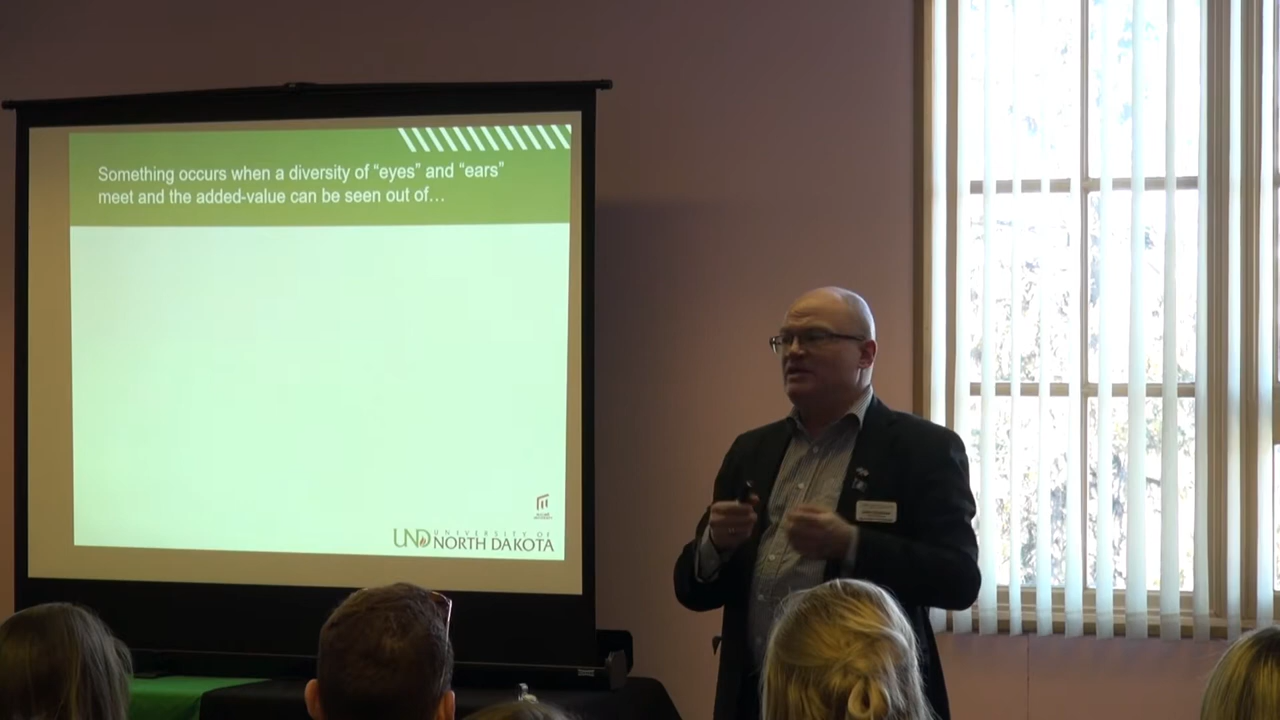 Something occurs when a diversity of “eyes” and “ears”
meet and the added-value can be seen out of…
UND UNIVERSITY OF
NORTH DAKOTA